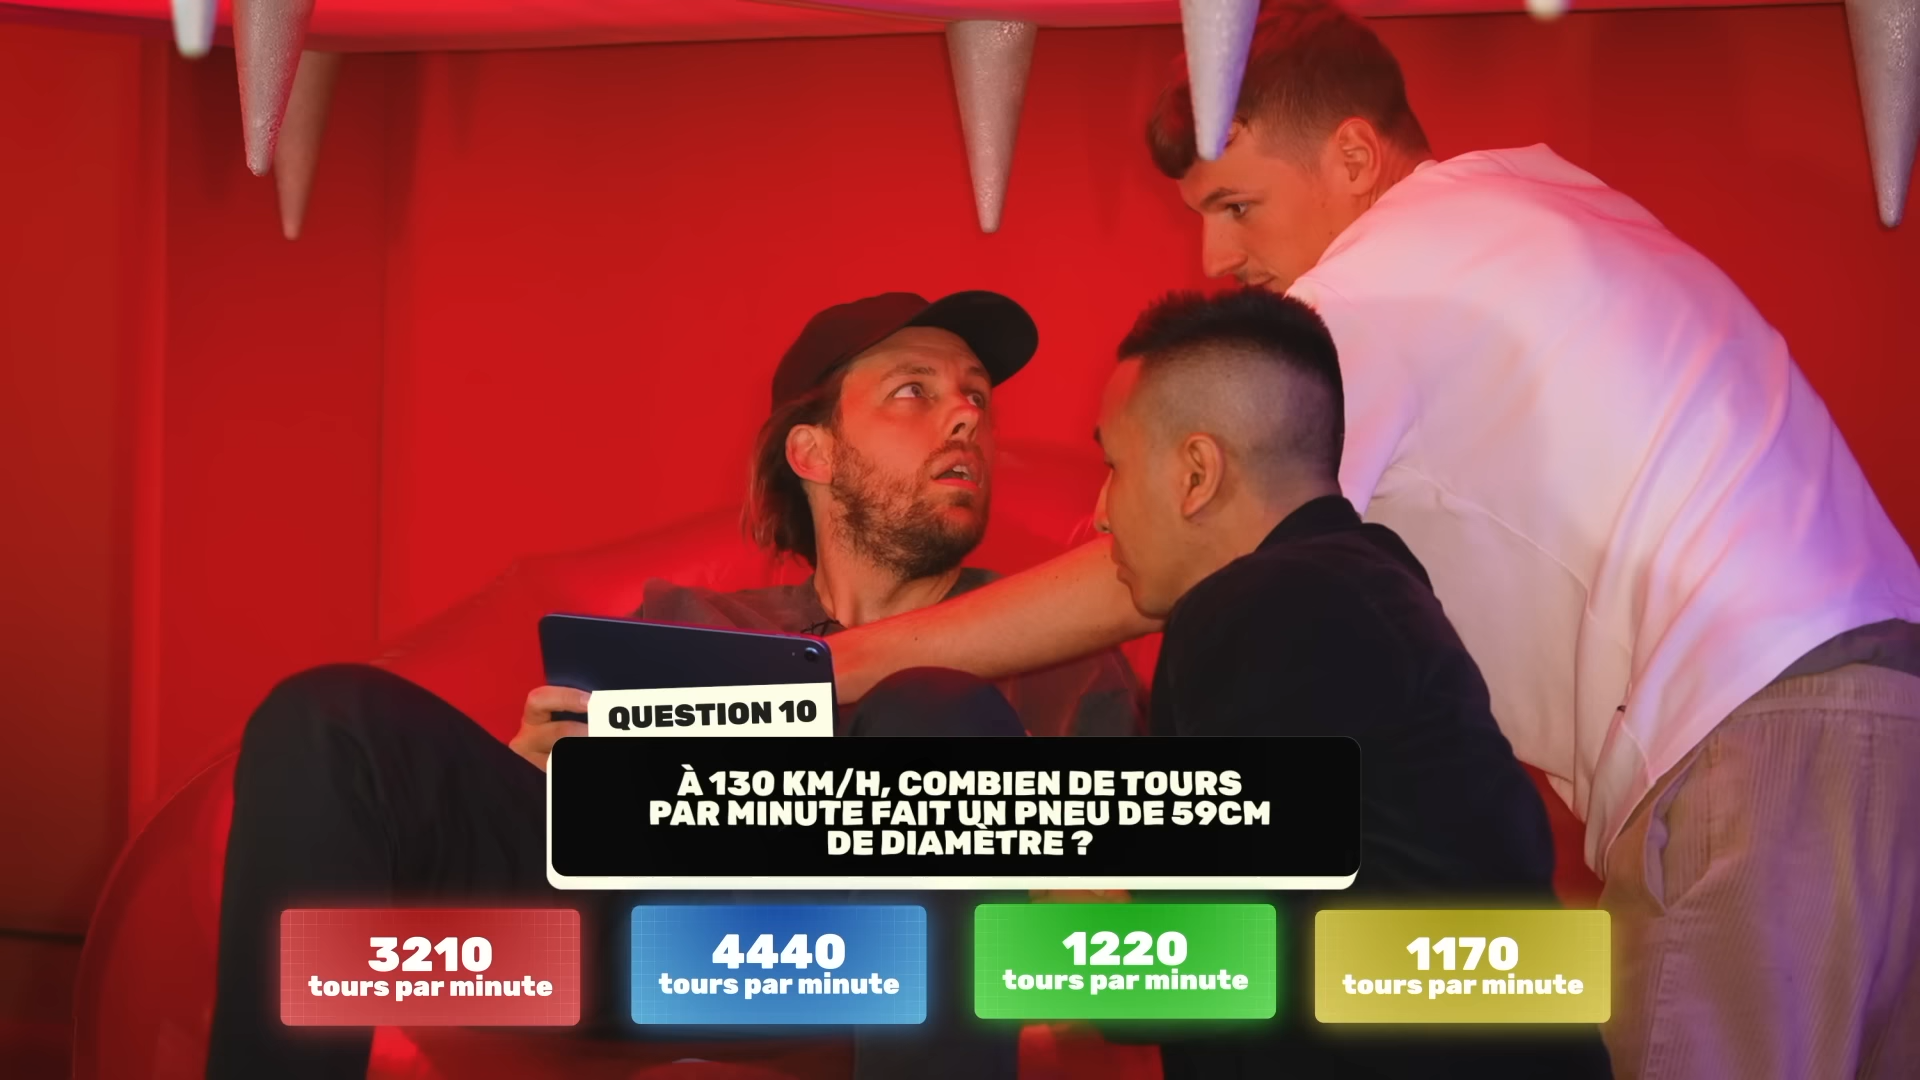 QUESTION 10
À 130 KM/H, COMBIEN DE TOURS
PAR MINUTE FAIT UN PNEU DE 59CM
DE DIAMÈTRE ?
3210
tours par minute
4440
tours par minute
1220
tours par minute
1170
tours par minute